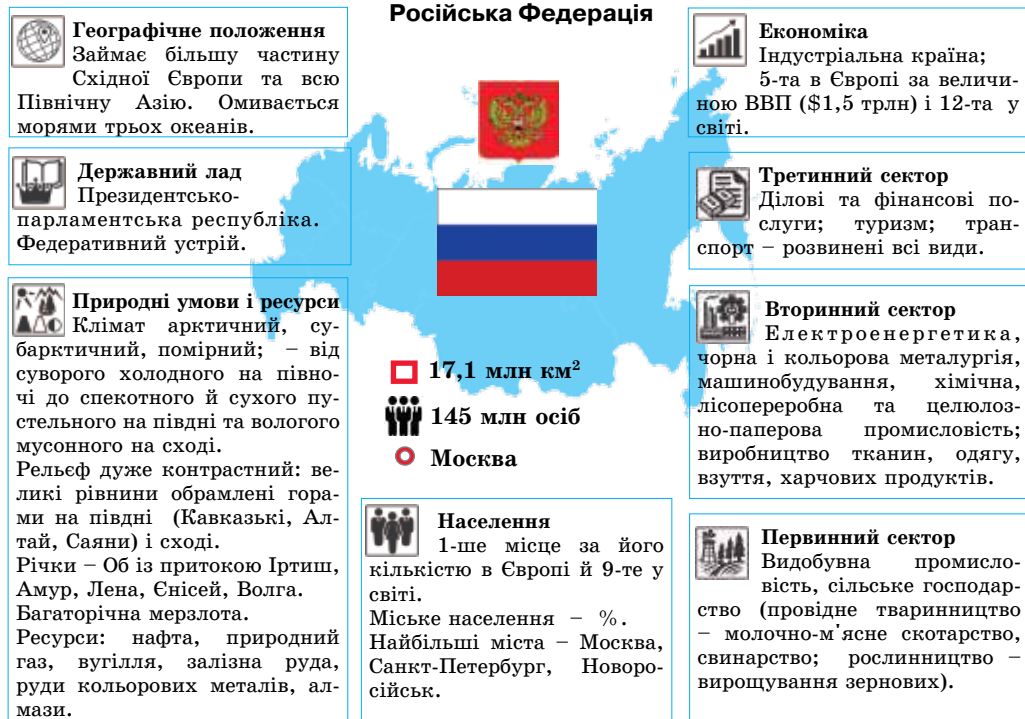 Російська Федерація
Географічне положення
Займає більшу частину
Східної Європи та всю
Північну Азію. Омивається
морями трьох океанів.
Державний лад
Президентсько-
парламентська республіка.
Федеративний устрій.
Природні умови і ресурси
Клімат арктичний, су-
барктичний, помірний; – від
суворого холодного на півно-
чі до спекотного й сухого пу-
стельного на півдні та вологого
мусонного на сході.
Рельєф дуже контрастний: ве-
ликі рівнини обрамлені гора-
ми на півдні (Кавказькі, Ал-
тай, Саяни) і сході.
Річки – Об із притокою Іртиш,
Амур, Лена, Єнісей, Волга.
Багаторічна мерзлота.
Ресурси: нафта, природний
газ, вугілля, залізна руда,
руди кольорових металів, ал-
мази.
17,1 млн км²
145 млн осіб
Москва
Населення
1-ше місце за його
кількістю в Європі й 9-те у
світі.
Міське населення – %.
Найбільші міста – Москва,
Санкт-Петербург, Новоро-
сійськ.
Економіка
Індустріальна країна;
5-та в Європі за величи-
ною ВВП ($1,5 трлн) і 12-та у
світі.
Третинний сектор
Ділові та фінансові по-
слуги; туризм; тран-
спорт – розвинені всі види.
Вторинний сектор
Електроенергетика,
чорна і кольорова металургія,
машинобудування, хімічна,
лісопереробна та целюлоз-
но-паперова промисловість;
виробництво тканин, одягу,
взуття, харчових продуктів.
Первинний сектор
Видобувна промисло-
вість, сільське господар-
ство (провідне тваринництво
– молочно-м'ясне скотарство,
свинарство; рослинництво –
вирощування зернових).